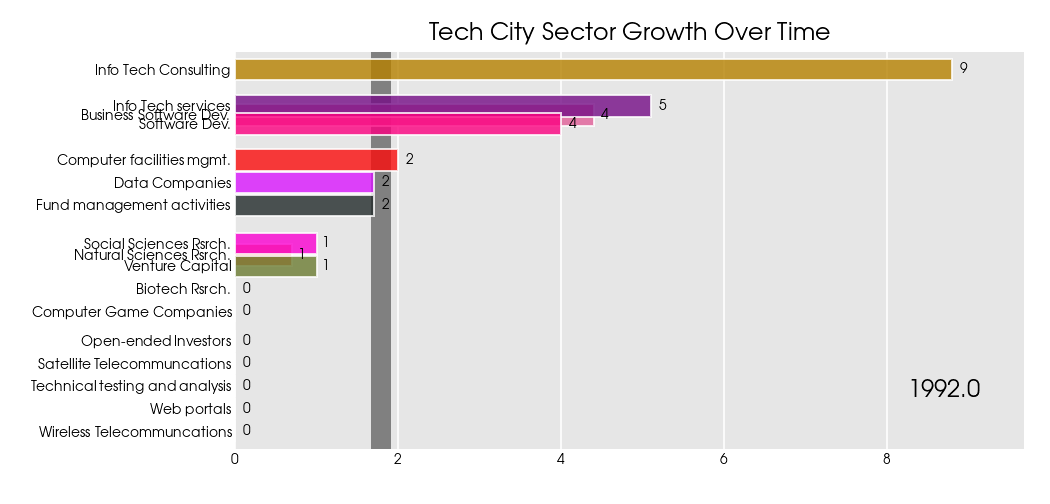 Tech City Sector Growth Over Time
Info Tech Consulting 9
Info Tech services 5
Business Software Dev. 4
Software Dev. 4
Computer facilities mgmt. 2
Data Companies 2
Fund management activities 2
Social Sciences Rsrch. 1
Natural Sciences Rsrch. 1
Venture Capital 1
Biotech Rsrch. 0
Computer Game Companies 0
Open-ended Investors 0
Satellite Telecommuncations 0
Technical testing and analysis 0
1992.0
Web portals 0
Wireless Telecommuncations 0
0 2 4 6 8